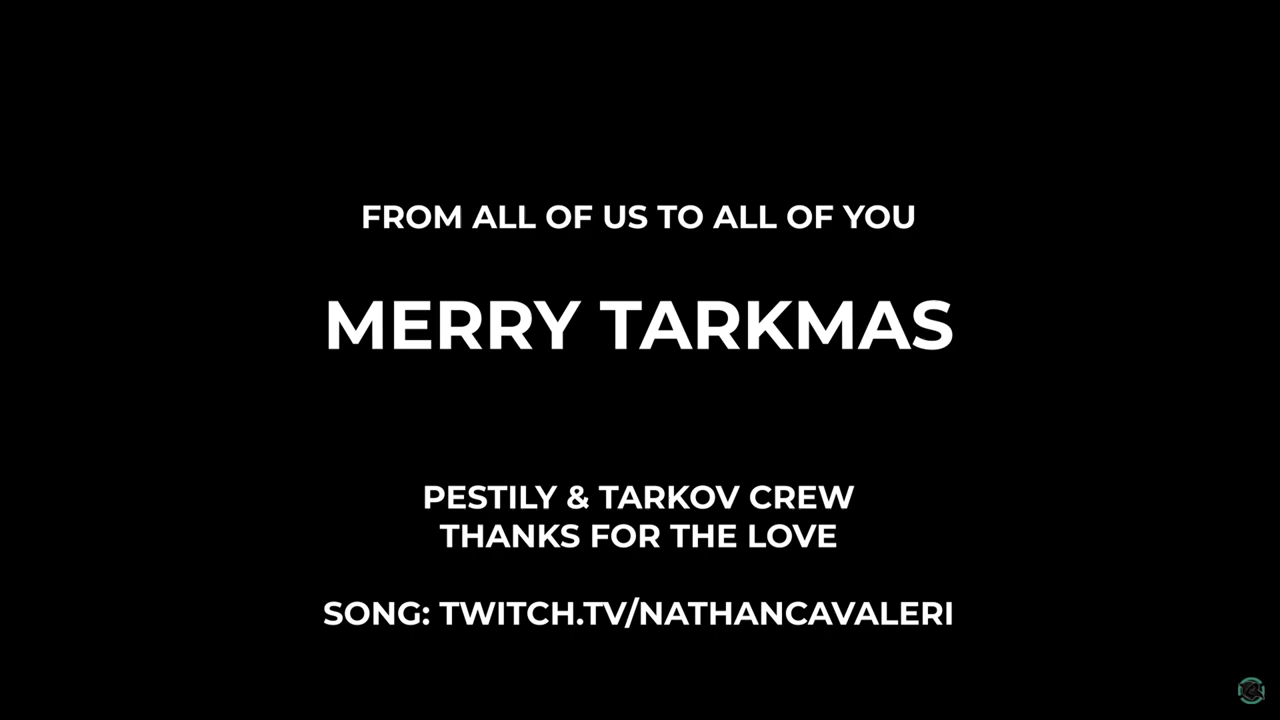 FROM ALL OF US TO ALL OF YOU
MERRY TARKMAS
PESTILY & TARKOV CREW
THANKS FOR THE LOVE
SONG: TWITCH.TV/NATHANCAVALERI